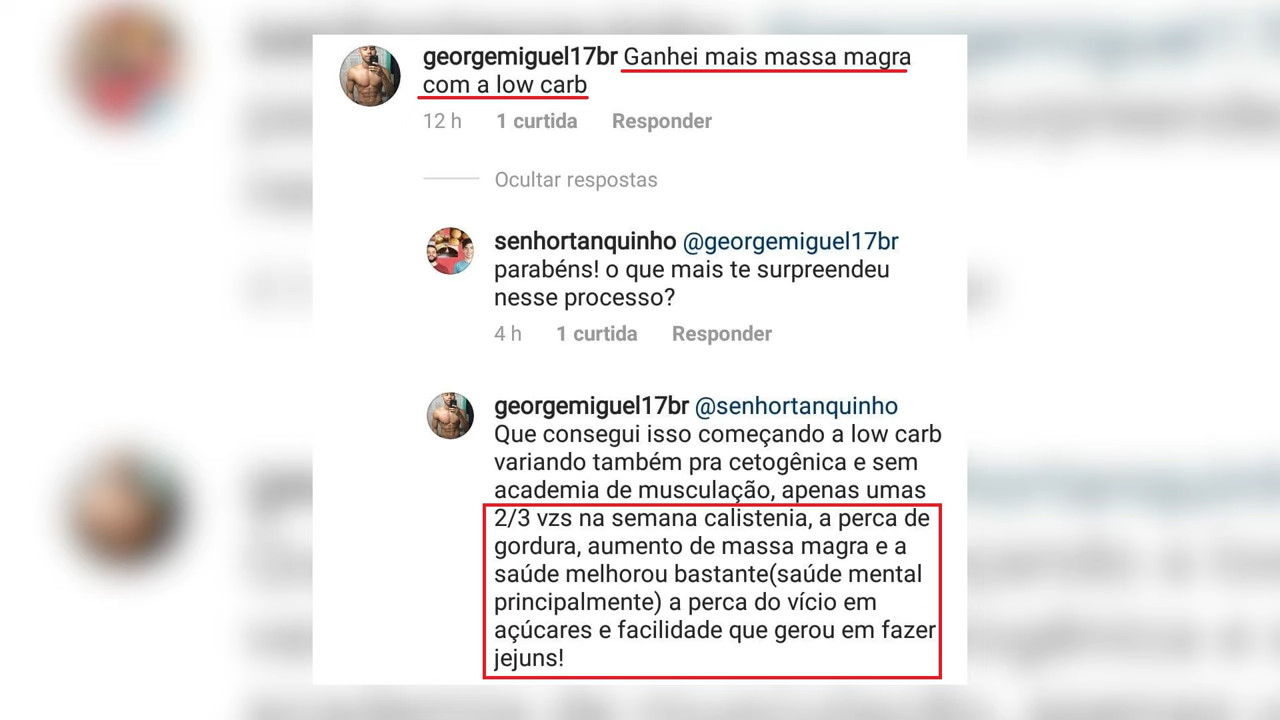 georgemiguel17br Ganhei mais massa magra
com a low carb
12 h 1 curtida Responder
Ocultar respostas
senhortanquinho @georgemiguel17br
parabéns! o que mais te surpreendeu
nesse processo?
4 h 1 curtida Responder
georgemiguel17br @senhortanquinho
Que consegui isso começando a low carb
variando também pra cetogênica e sem
academia de musculação, apenas umas
2/3 vzs na semana calistenia, a perca de
gordura, aumento de massa magra e a
saúde melhorou bastante(saúde mental
principalmente) a perca do vício em
açúcares e facilidade que gerou em fazer
jejuns!